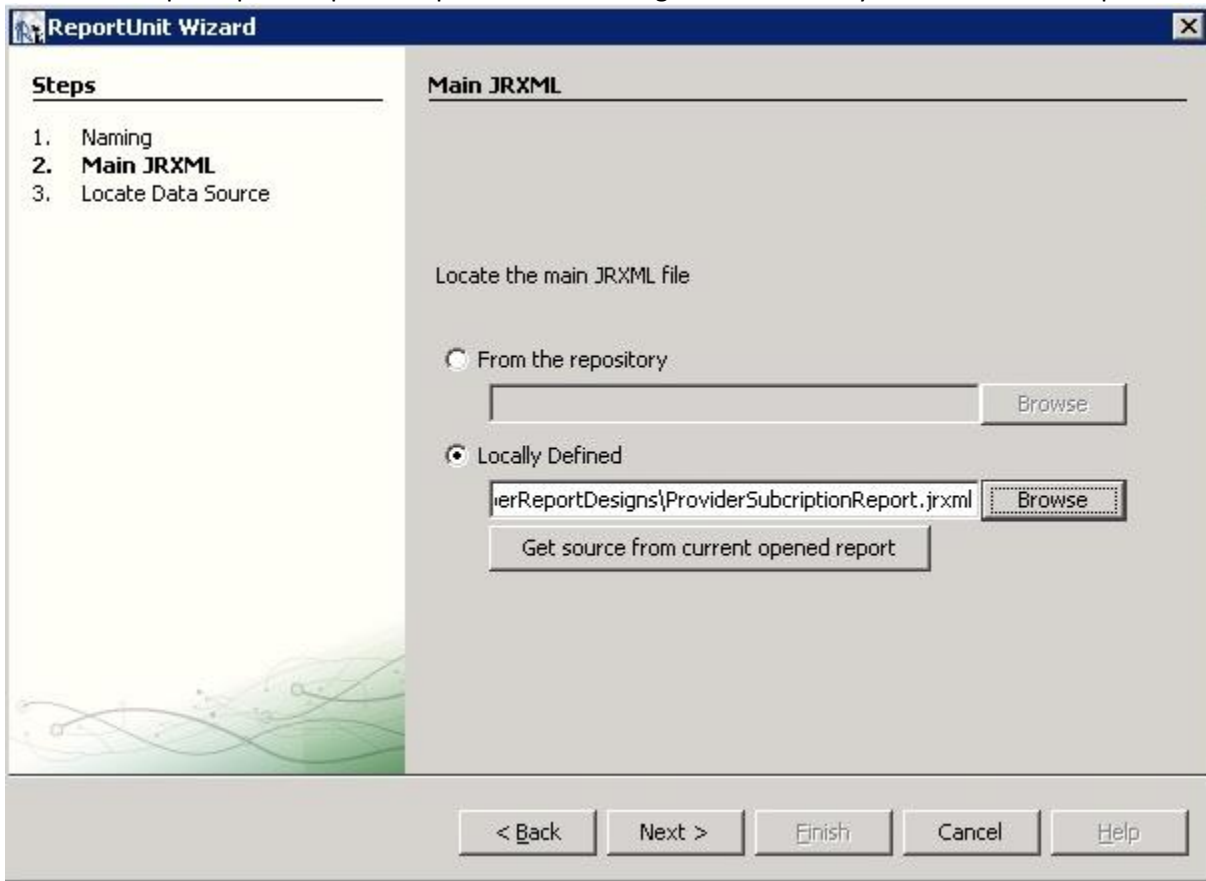 ReportUnit Wizard
Steps
1. Naming
2. Main JRXML
3. Locate Data Source
Main JRXML
Locate the main JRXML file
From the repository
Browse
Locally Defined
erReportDesigns\ProviderSubcriptionReport.jrxml
Browse
Get source from current opened report
< Back
Next >
Finish
Cancel
Help